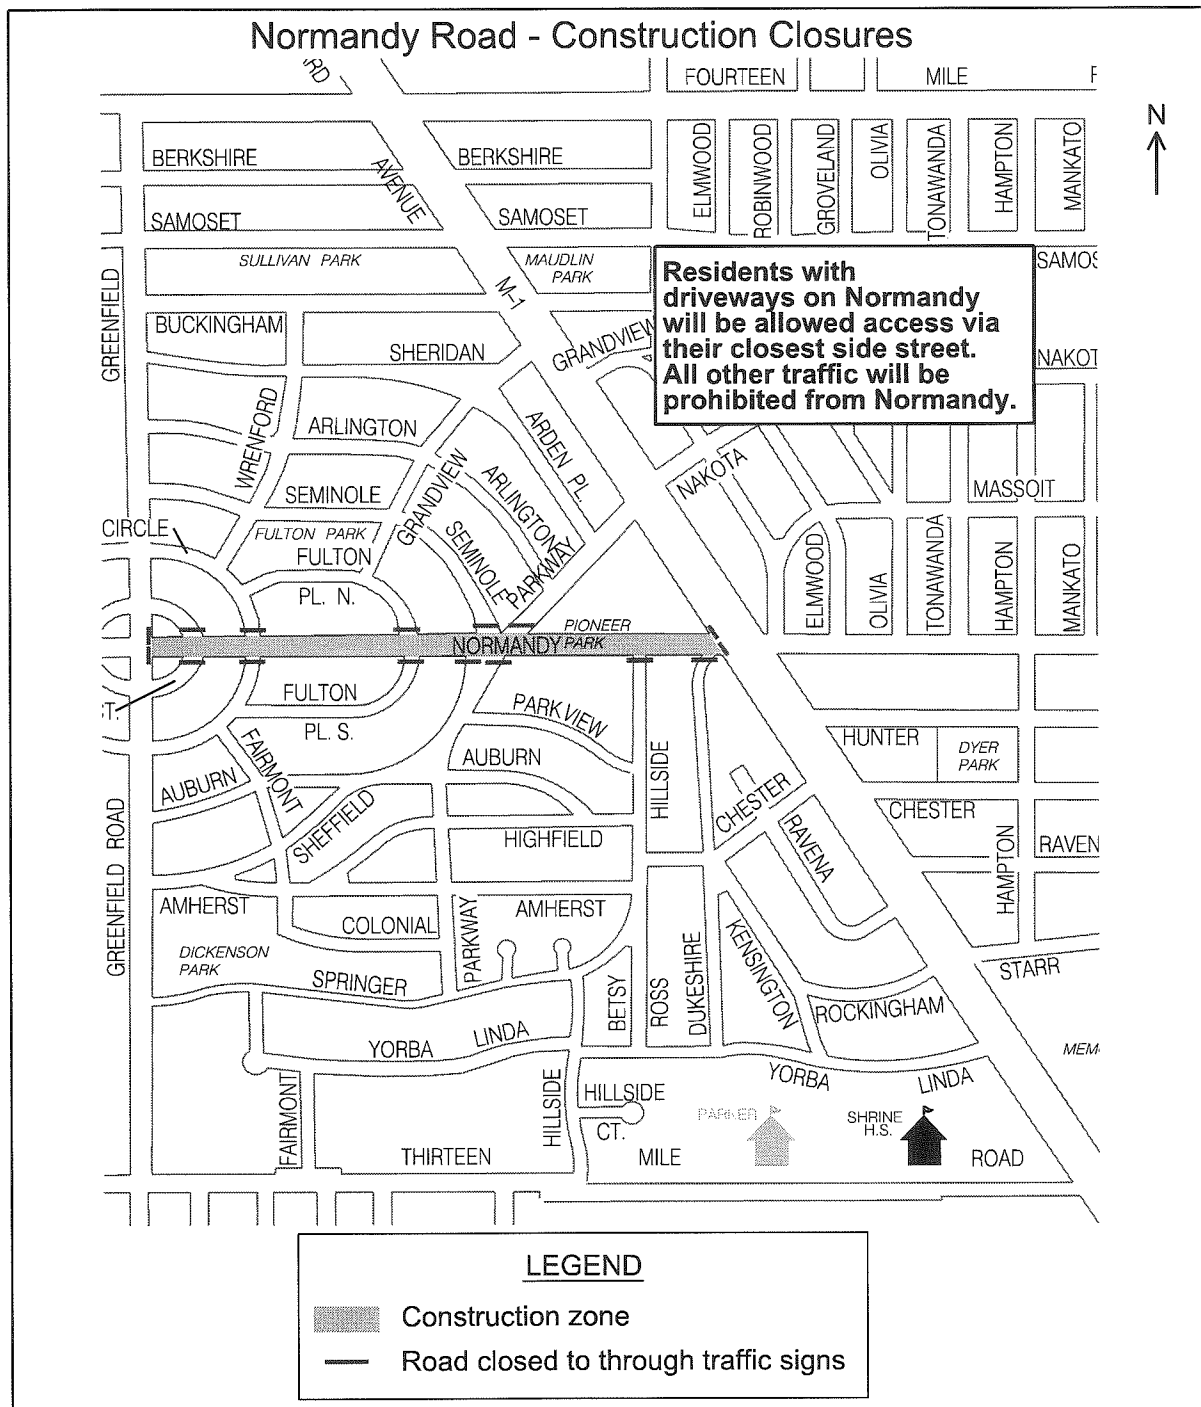 Normandy Road - Construction Closures
FOURTEEN MILE
N
BERKSHIRE
BERKSHIRE
AVENUE
SAMOSET
SAMOSET
ELMWOOD
ROBINWOOD
GROVELAND
OLIVIA
TONAWANDA
HAMPTON
MANKATO
SULLIVAN PARK
MAUDLIN
PARK
M-1
GREENFIELD
BUCKINGHAM
SHERIDAN
GRANDVIEW
Residents with
driveways on Normandy
will be allowed access via
their closest side street.
All other traffic will be
prohibited from Normandy.
WRENFORD
ARLINGTON
ARDEN PL.
NAKOTA
MASSOIT
SEMINOLE
GRANDVIEW
ARLINGTON
SEMINOLE
PARKWAY
CIRCLE
FULTON PARK
FULTON
PL. N.
ELMWOOD
OLIVIA
TONAWANDA
HAMPTON
MANKATO
PIONEER
PARK
NORMANDY
FULTON
PL. S.
PARK VIEW
HUNTER
DYER
PARK
FAIRMONT
AUBURN
AUBURN
HILLSIDE
CHESTER
CHESTER
SHEFFIELD
HIGHFIELD
RAVENA
HAMPTON
RAVEN
GREENFIELD ROAD
AMHERST
COLONIAL
PARKWAY
AMHERST
DICKENSON
PARK
SPRINGER
BETSY
ROSS
DUKESHIRE
KENSINGTON
STARR
ROCKINGHAM
YORBA LINDA
YORBA LINDA
FAIRMONT
HILLSIDE
HILLSIDE
CT.
PARKER
SHRINE
H.S.
THIRTEEN MILE ROAD
LEGEND
Construction zone
Road closed to through traffic signs